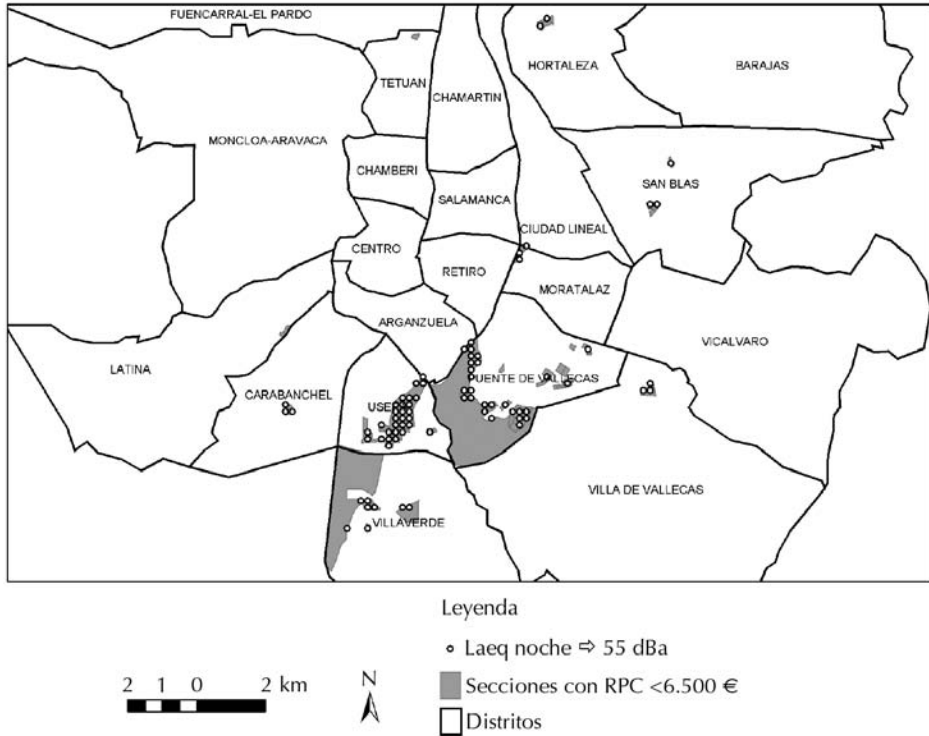 FUENCARRAL-EL PARDO
TETUAN
CHAMARTIN
HORTALEZA
BARAJAS
MONCLOA-ARAVACA
CHAMBERI
SALAMANCA
SAN BLAS
CIUDAD LINEAL
CENTRO
RETIRO
MORATALAZ
ARGANZUELA
VICALVARO
LATINA
PUENTE DE VALLECAS
CARABANCHEL
VILLA DE VALLECAS
VILLAVERDE
Leyenda
Laeq noche ⇨ 55 dBa
2 1 0 2 km
N
Secciones con RPC <6.500 €
Distritos